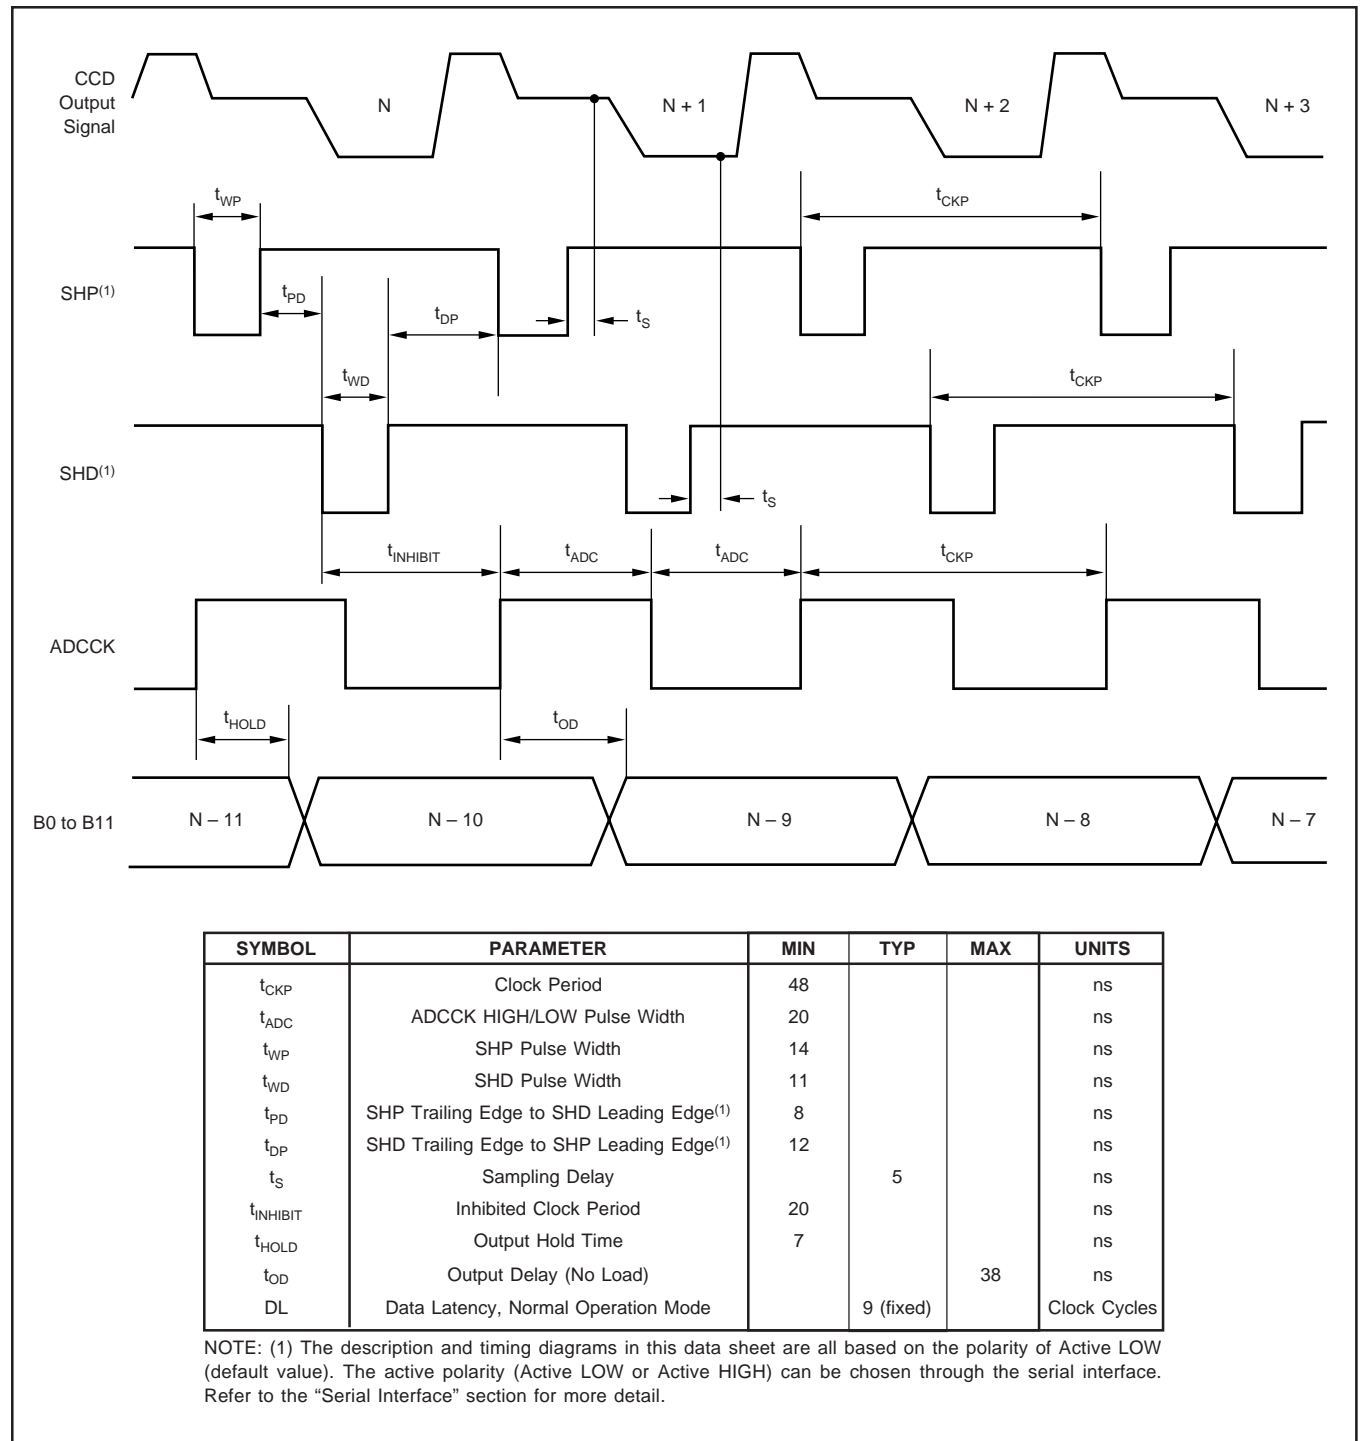 CCD
Output
Signal
N
N + 1
N + 2
N + 3
tWP
tCKP
SHP(1)
tPD
tDP
tS
tWD
tCKP
SHD(1)
tS
tINHIBIT
tADC
tADC
tCKP
ADCCK
tHOLD
tOD
B0 to B11
N – 11
N – 10
N – 9
N – 8
N – 7
SYMBOL PARAMETER MIN TYP MAX UNITS
tCKP Clock Period 48 ns
tADC ADCCK HIGH/LOW Pulse Width 20 ns
tWP SHP Pulse Width 14 ns
tWD SHD Pulse Width 11 ns
tPD SHP Trailing Edge to SHD Leading Edge(1) 8 ns
tDP SHD Trailing Edge to SHP Leading Edge(1) 12 ns
tS Sampling Delay 5 ns
tINHIBIT Inhibited Clock Period 20 ns
tHOLD Output Hold Time 7 ns
tOD Output Delay (No Load) 38 ns
DL Data Latency, Normal Operation Mode 9 (fixed) Clock Cycles
NOTE: (1) The description and timing diagrams in this data sheet are all based on the polarity of Active LOW
(default value). The active polarity (Active LOW or Active HIGH) can be chosen through the serial interface.
Refer to the “Serial Interface” section for more detail.